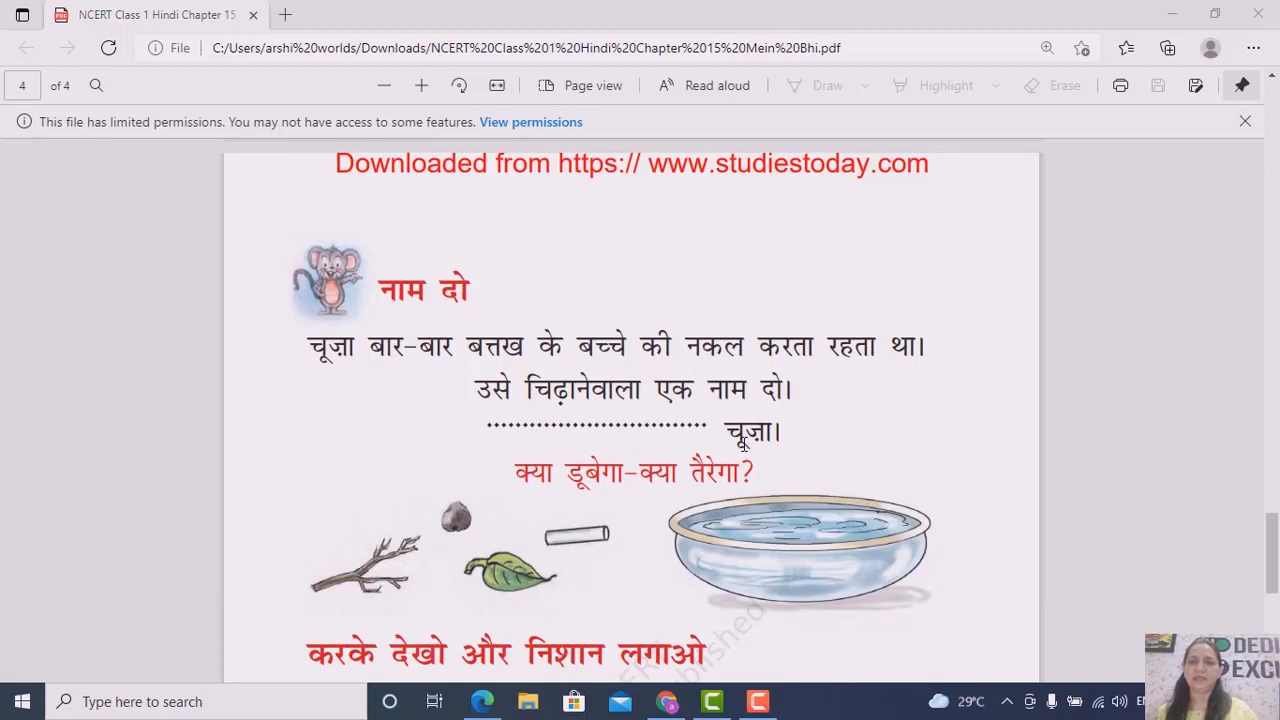 NCERT Class 1 Hindi Chapter 15
File C:/Users/arshi%20worlds/Downloads/NCERT%20Class%201%20Hindi%20Chapter%2015%20Mein%20Bhi.pdf
4 of 4 Page view Read aloud Draw Highlight Erase
This file has limited permissions. You may not have access to some features. View permissions
Downloaded from https:// www.studiestoday.com
नाम दो
चूज़ा बार-बार बत्तख के बच्चे की नकल करता रहता था।
उसे चिढ़ानेवाला एक नाम दो।
.............................. चूज़ा।
क्या डूबेगा-क्या तैरेगा?
करके देखो और निशान लगाओ
Type here to search 29°C